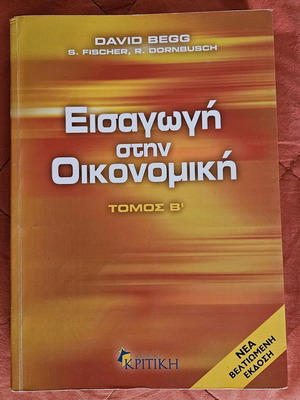 DAVID BEGG
S. FISCHER, R. DORNBUSCH
Εισαγωγή
στην
Οικονομική
ΤΟΜΟΣ Β'
ΝΕΑ
ΒΕΛΤΙΩΜΕΝΗ
ΕΚΔΟΣΗ
ΚΡΙΤΙΚΗ